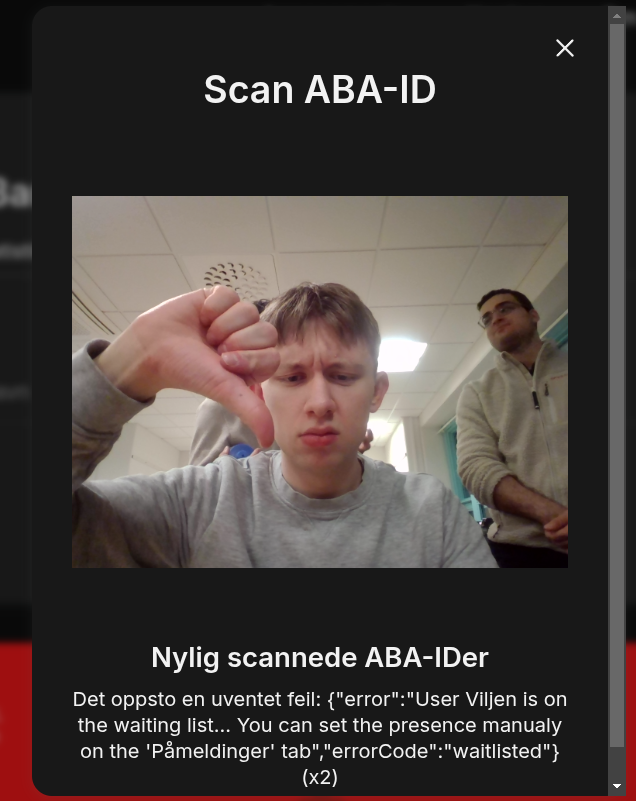 Scan ABA-ID
Nylig scannede ABA-IDer
Det oppsto en uventet feil: {"error":"User Viljen is on
the waiting list... You can set the presence manualy
on the 'Påmeldinger' tab","errorCode":"waitlisted"}
(x2)